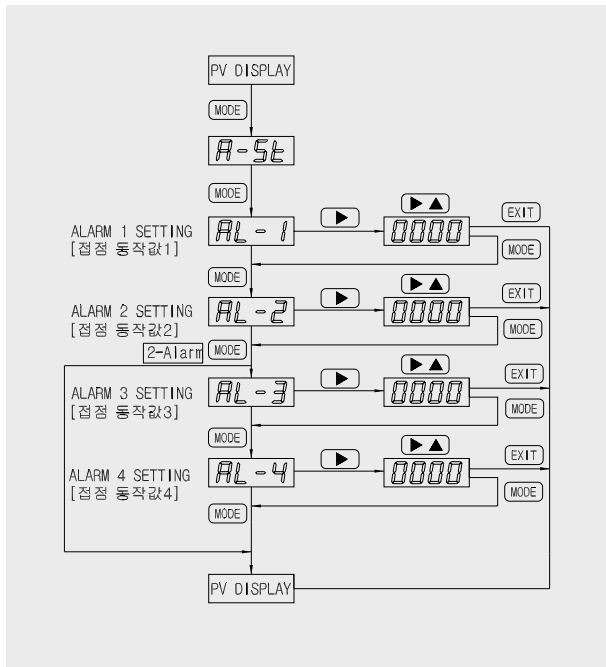 PV DISPLAY
MODE
A-St
MODE
ALARM 1 SETTING
[접점 동작값1]
AL-1
0000
EXIT
MODE
MODE
ALARM 2 SETTING
[접점 동작값2]
AL-2
0000
EXIT
MODE
2-Alarm
MODE
ALARM 3 SETTING
[접점 동작값3]
AL-3
0000
EXIT
MODE
MODE
ALARM 4 SETTING
[접점 동작값4]
AL-4
0000
EXIT
MODE
MODE
PV DISPLAY